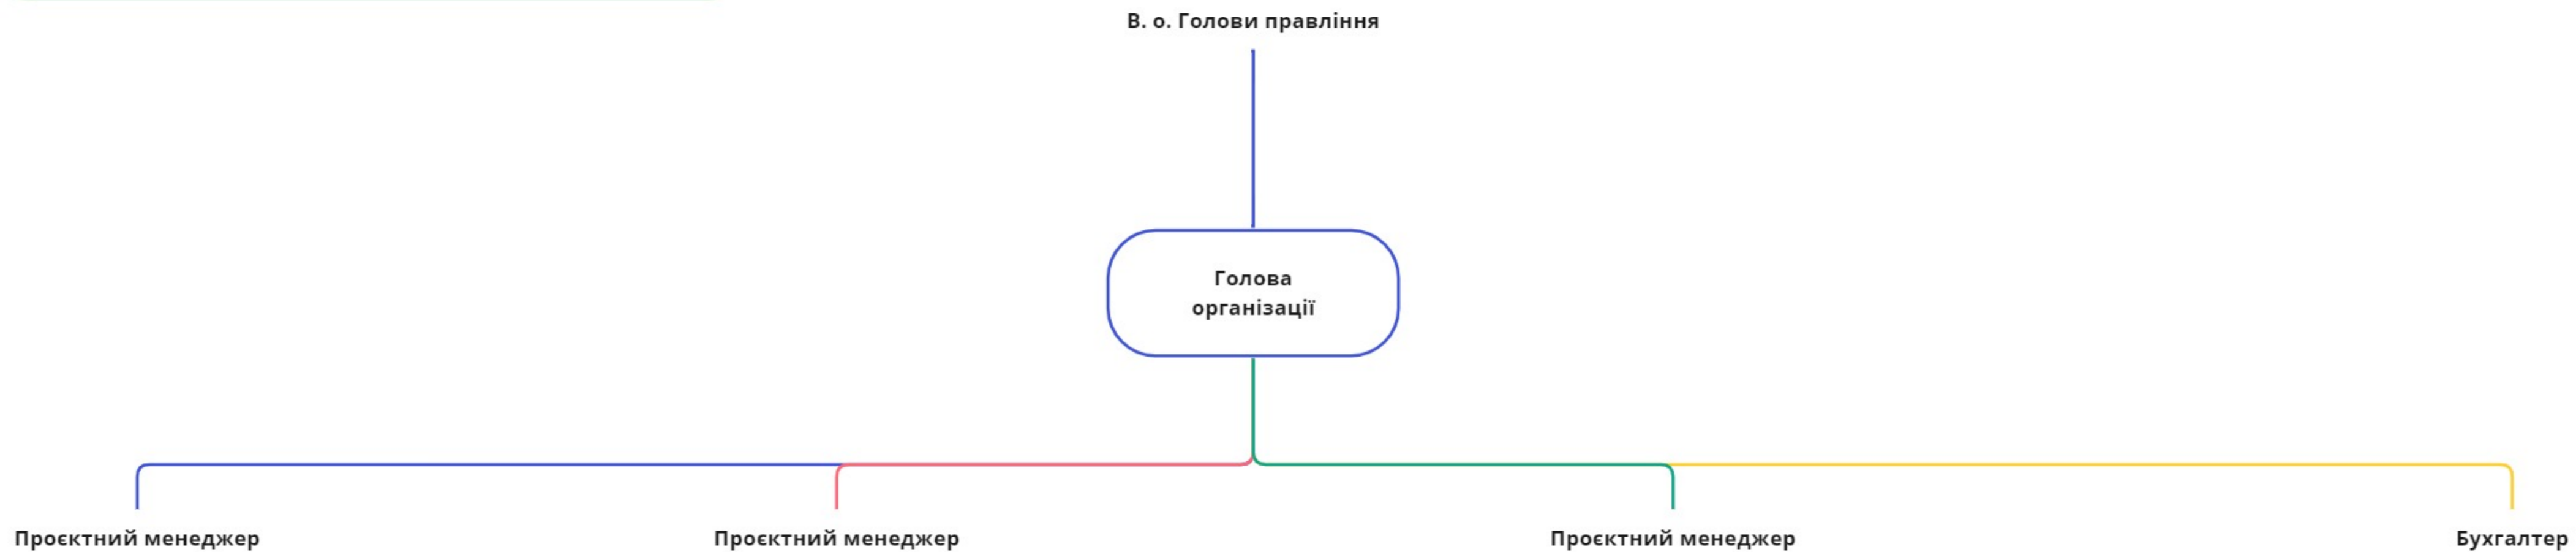 В. о. Голови правління
Голова
організації
Проєктний менеджер
Проєктний менеджер
Проєктний менеджер
Бухгалтер